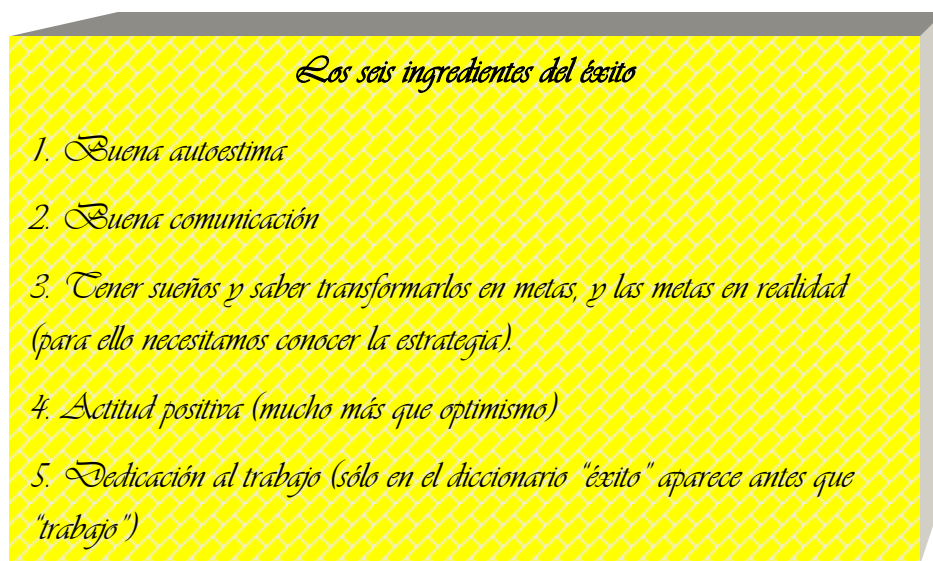 Los seis ingredientes del éxito
1. Buena autoestima
2. Buena comunicación
3. Tener sueños y saber transformarlos en metas, y las metas en realidad
(para ello necesitamos conocer la estrategia).
4. Actitud positiva (mucho más que optimismo)
5. Dedicación al trabajo (sólo en el diccionario “éxito” aparece antes que
“trabajo”)